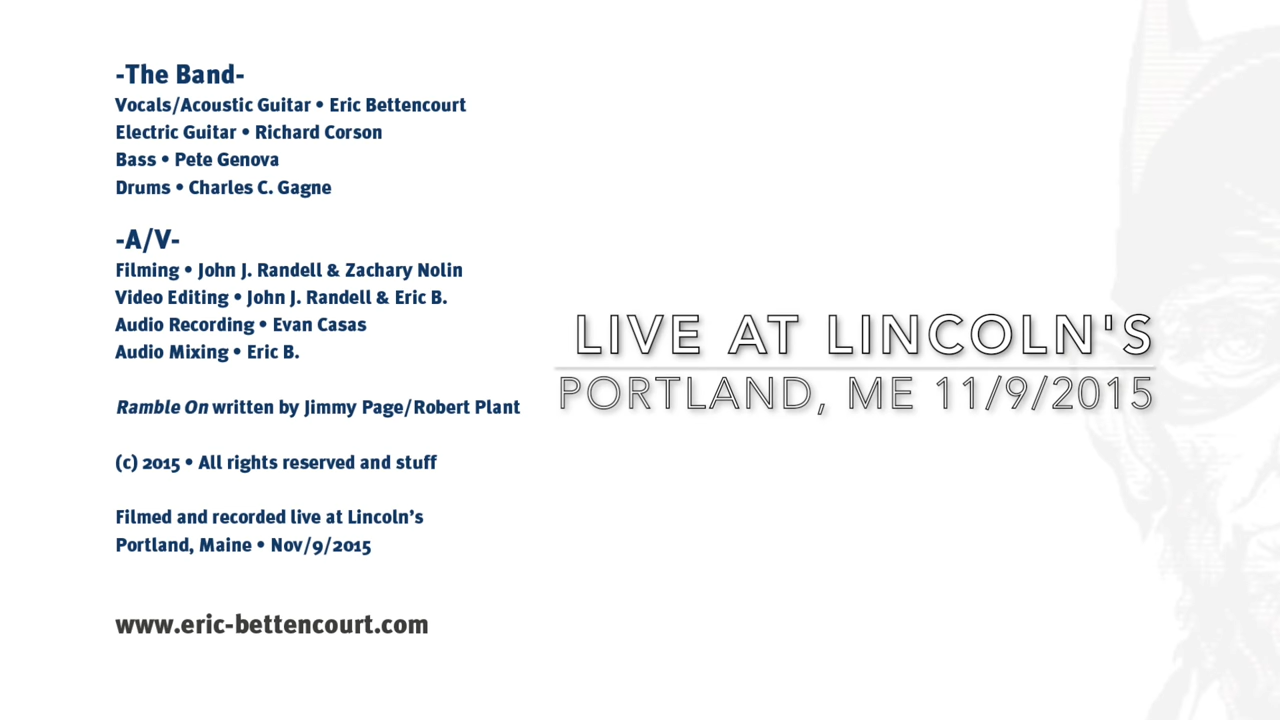 -The Band-
Vocals/Acoustic Guitar • Eric Bettencourt
Electric Guitar • Richard Corson
Bass • Pete Genova
Drums • Charles C. Gagne
-A/V-
Filming • John J. Randell & Zachary Nolin
Video Editing • John J. Randell & Eric B.
Audio Recording • Evan Casas
Audio Mixing • Eric B.
Ramble On written by Jimmy Page/Robert Plant
(c) 2015 • All rights reserved and stuff
Filmed and recorded live at Lincoln’s
Portland, Maine • Nov/9/2015
www.eric-bettencourt.com
LIVE AT LINCOLN'S
PORTLAND, ME 11/9/2015